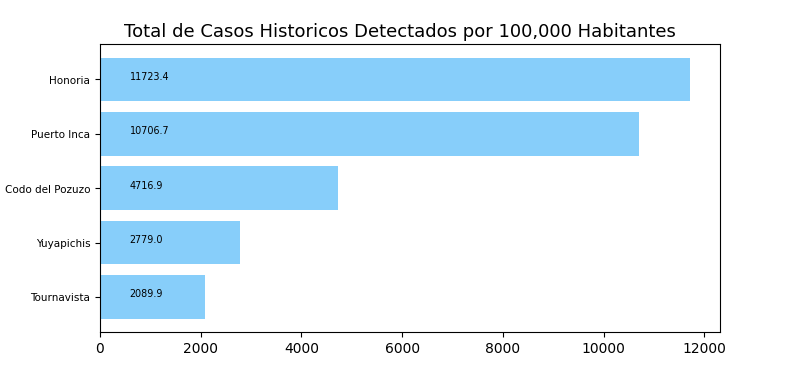 Total de Casos Historicos Detectados por 100,000 Habitantes
Honoria 11723.4
Puerto Inca 10706.7
Codo del Pozuzo 4716.9
Yuyapichis 2779.0
Tournavista 2089.9
0 2000 4000 6000 8000 10000 12000